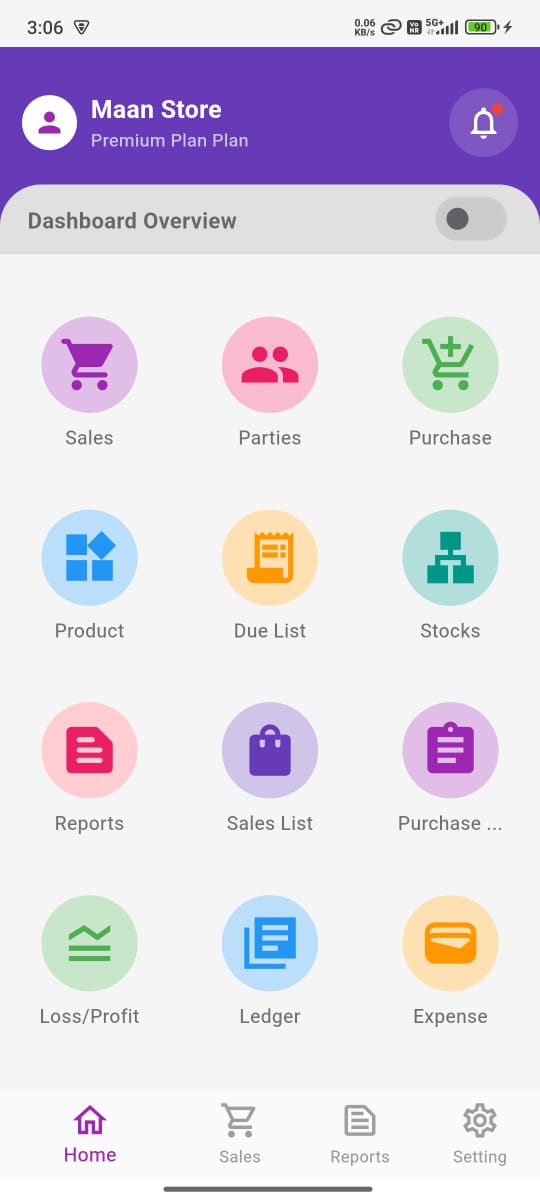 3:06
0.06
KB/s
Vo
NR
5G+
90
Maan Store
Premium Plan Plan
Dashboard Overview
Sales
Parties
Purchase
Product
Due List
Stocks
Reports
Sales List
Purchase ...
Loss/Profit
Ledger
Expense
Home
Sales
Reports
Setting